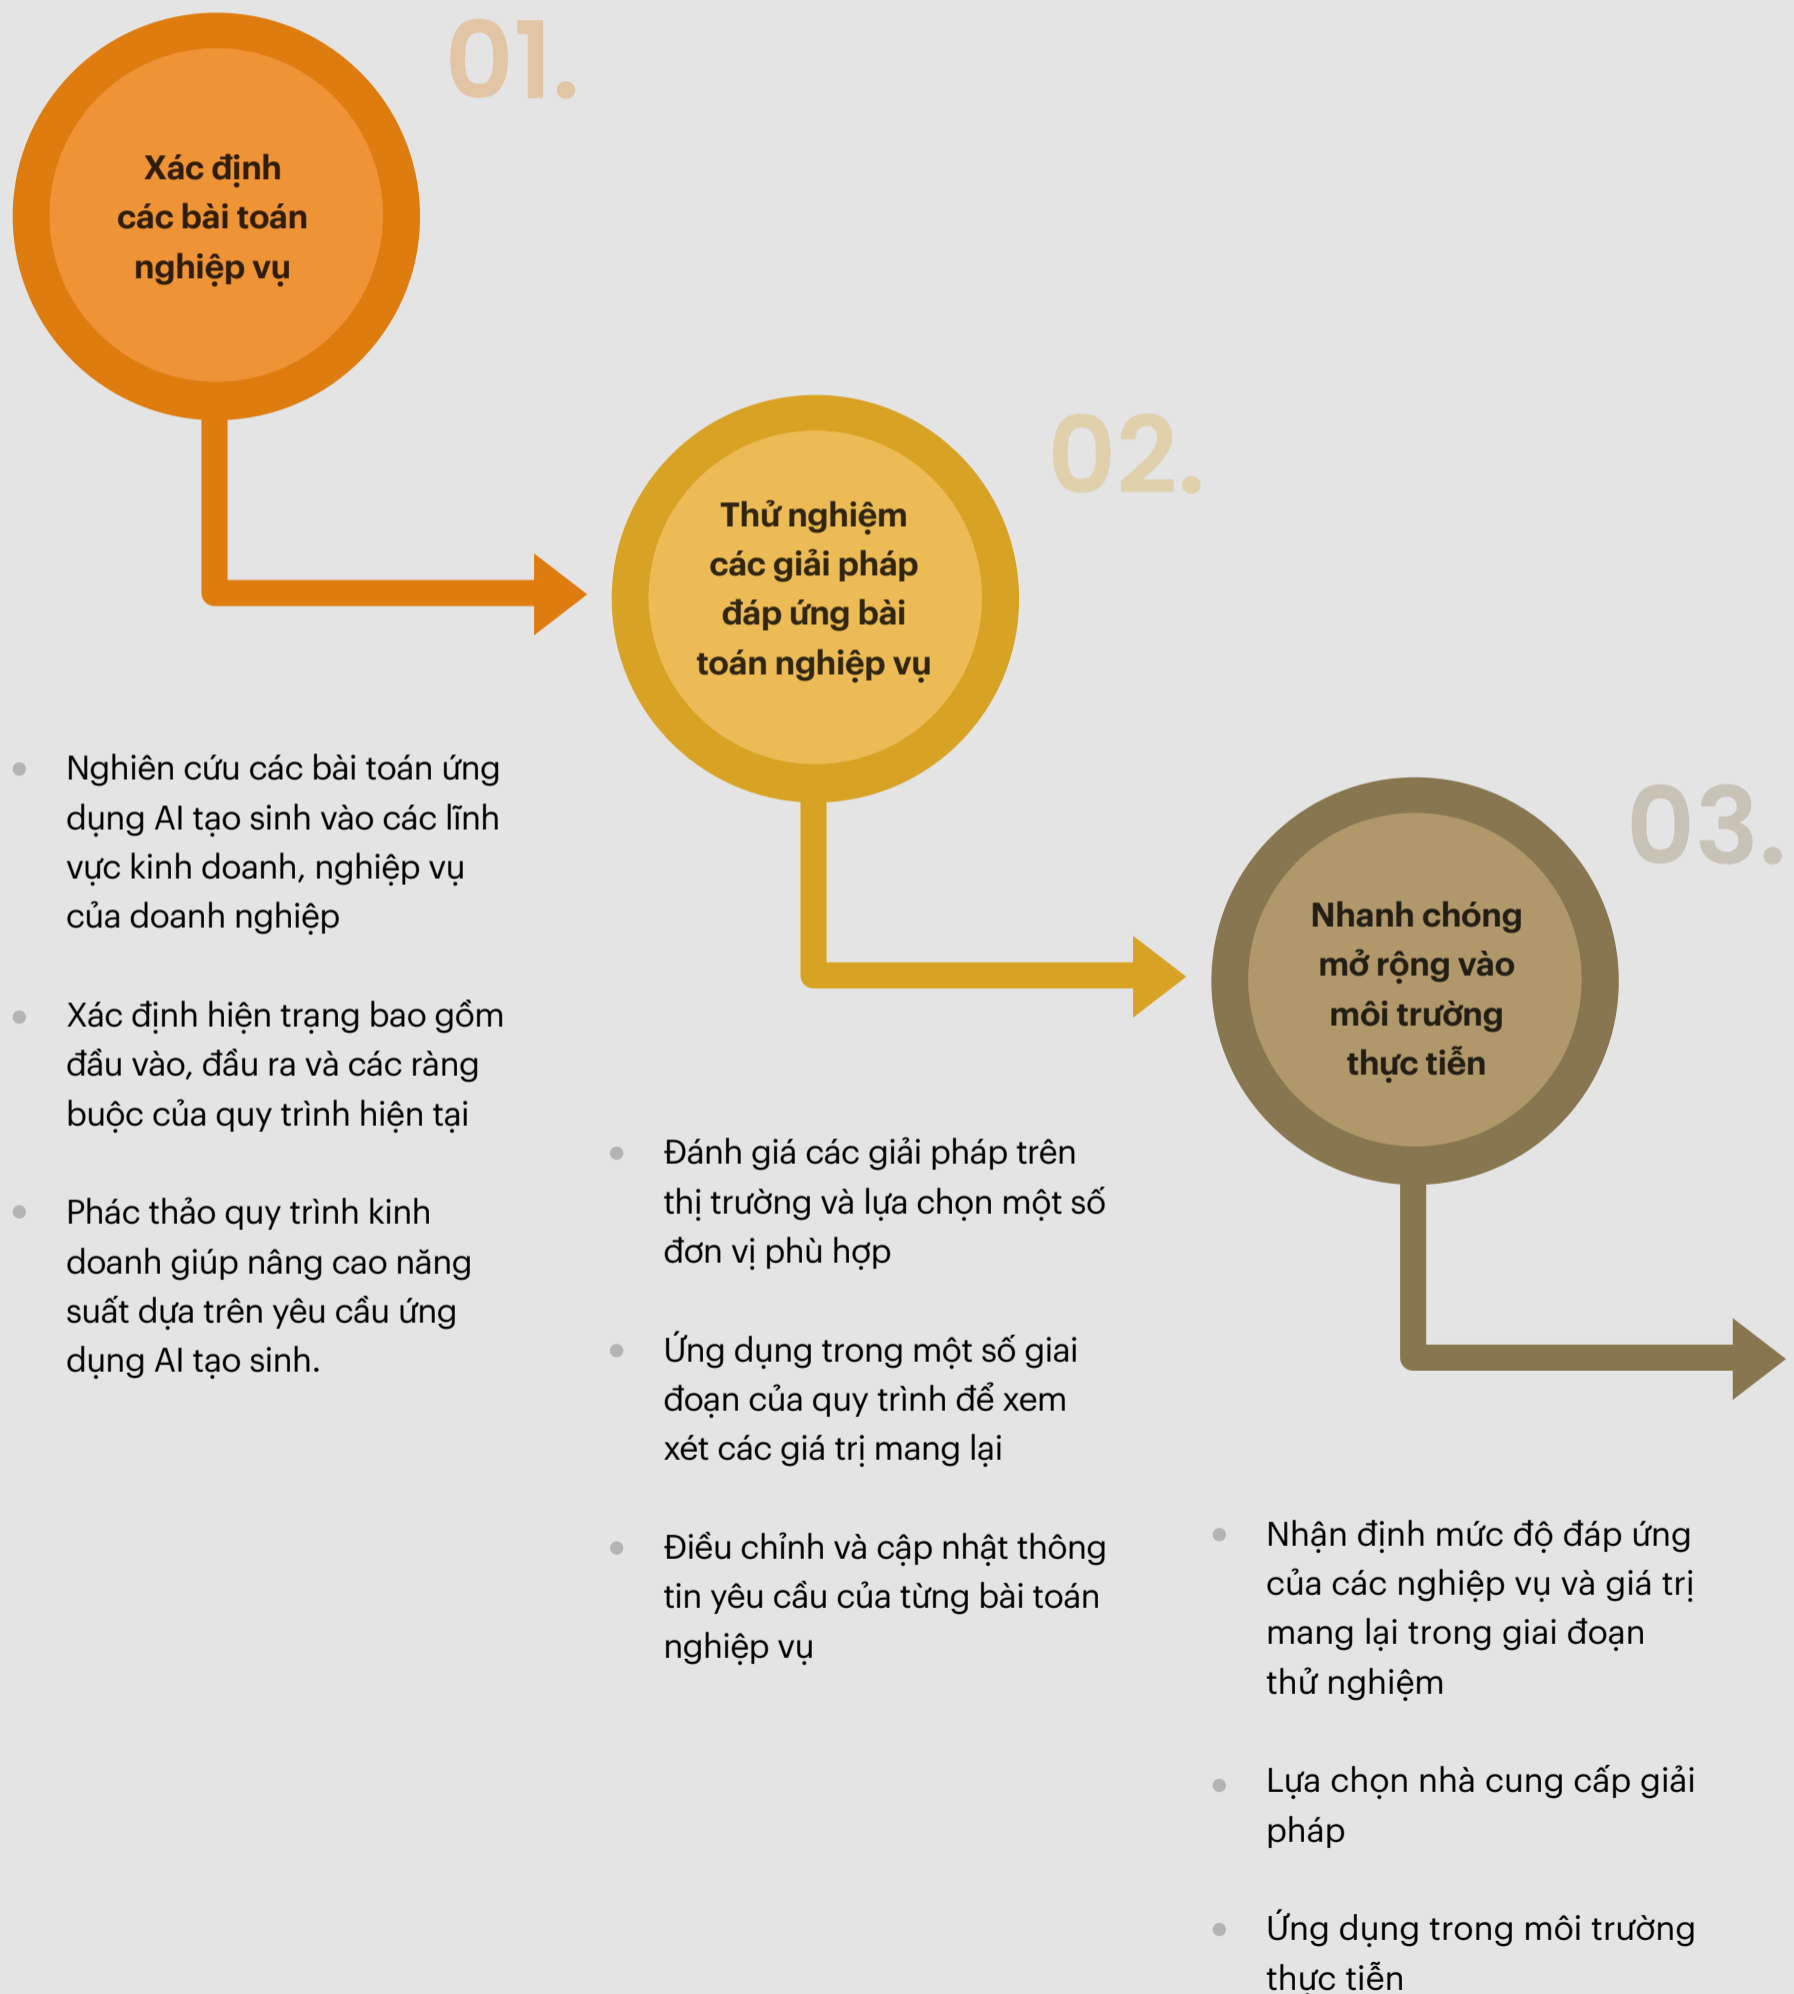 01.
Xác định
các bài toán
nghiệp vụ
Nghiên cứu các bài toán ứng
dụng AI tạo sinh vào các lĩnh
vực kinh doanh, nghiệp vụ
của doanh nghiệp
Xác định hiện trạng bao gồm
đầu vào, đầu ra và các ràng
buộc của quy trình hiện tại
Phác thảo quy trình kinh
doanh giúp nâng cao năng
suất dựa trên yêu cầu ứng
dụng AI tạo sinh.
02.
Thử nghiệm
các giải pháp
đáp ứng bài
toán nghiệp vụ
Đánh giá các giải pháp trên
thị trường và lựa chọn một số
đơn vị phù hợp
Ứng dụng trong một số giai
đoạn của quy trình để xem
xét các giá trị mang lại
Điều chỉnh và cập nhật thông
tin yêu cầu của từng bài toán
nghiệp vụ
03.
Nhanh chóng
mở rộng vào
môi trường
thực tiễn
Nhận định mức độ đáp ứng
của các nghiệp vụ và giá trị
mang lại trong giai đoạn
thử nghiệm
Lựa chọn nhà cung cấp giải
pháp
Ứng dụng trong môi trường
thực tiễn